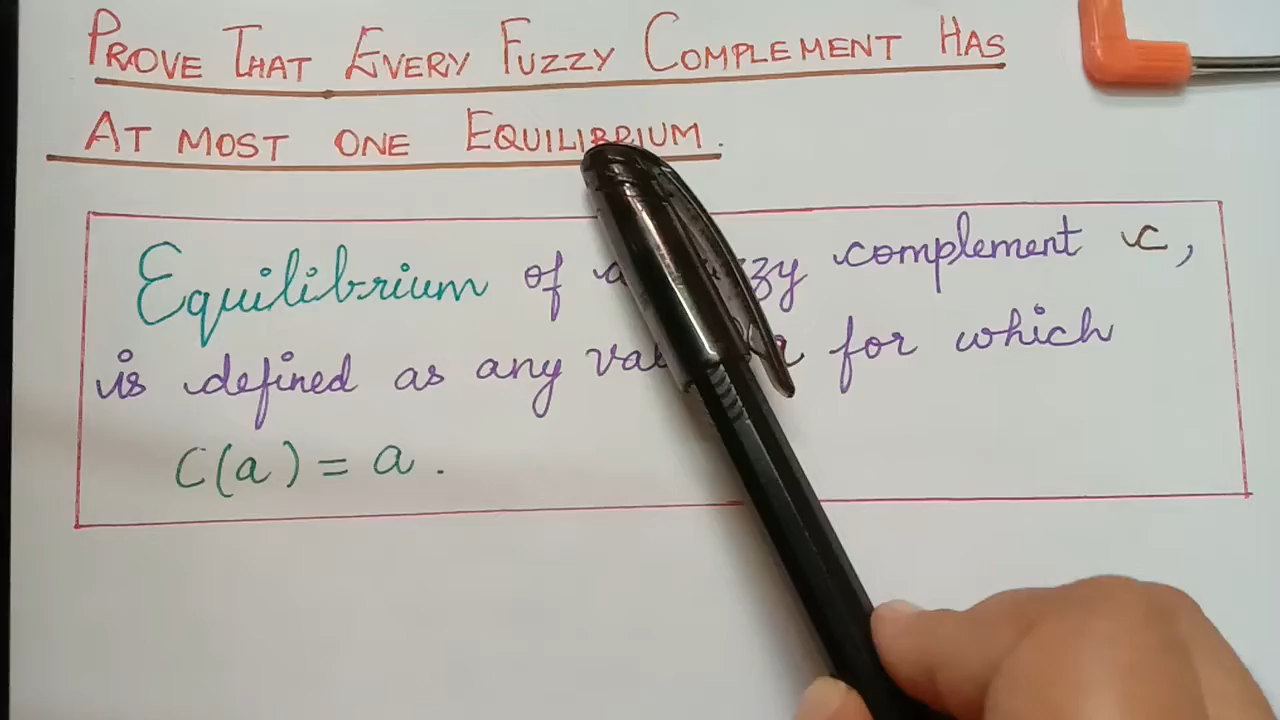 PROVE THAT EVERY FUZZY COMPLEMENT HAS
AT MOST ONE EQUILIBRIUM.
Equilibrium of complement c,
is defined as any for which
C(a) = a.